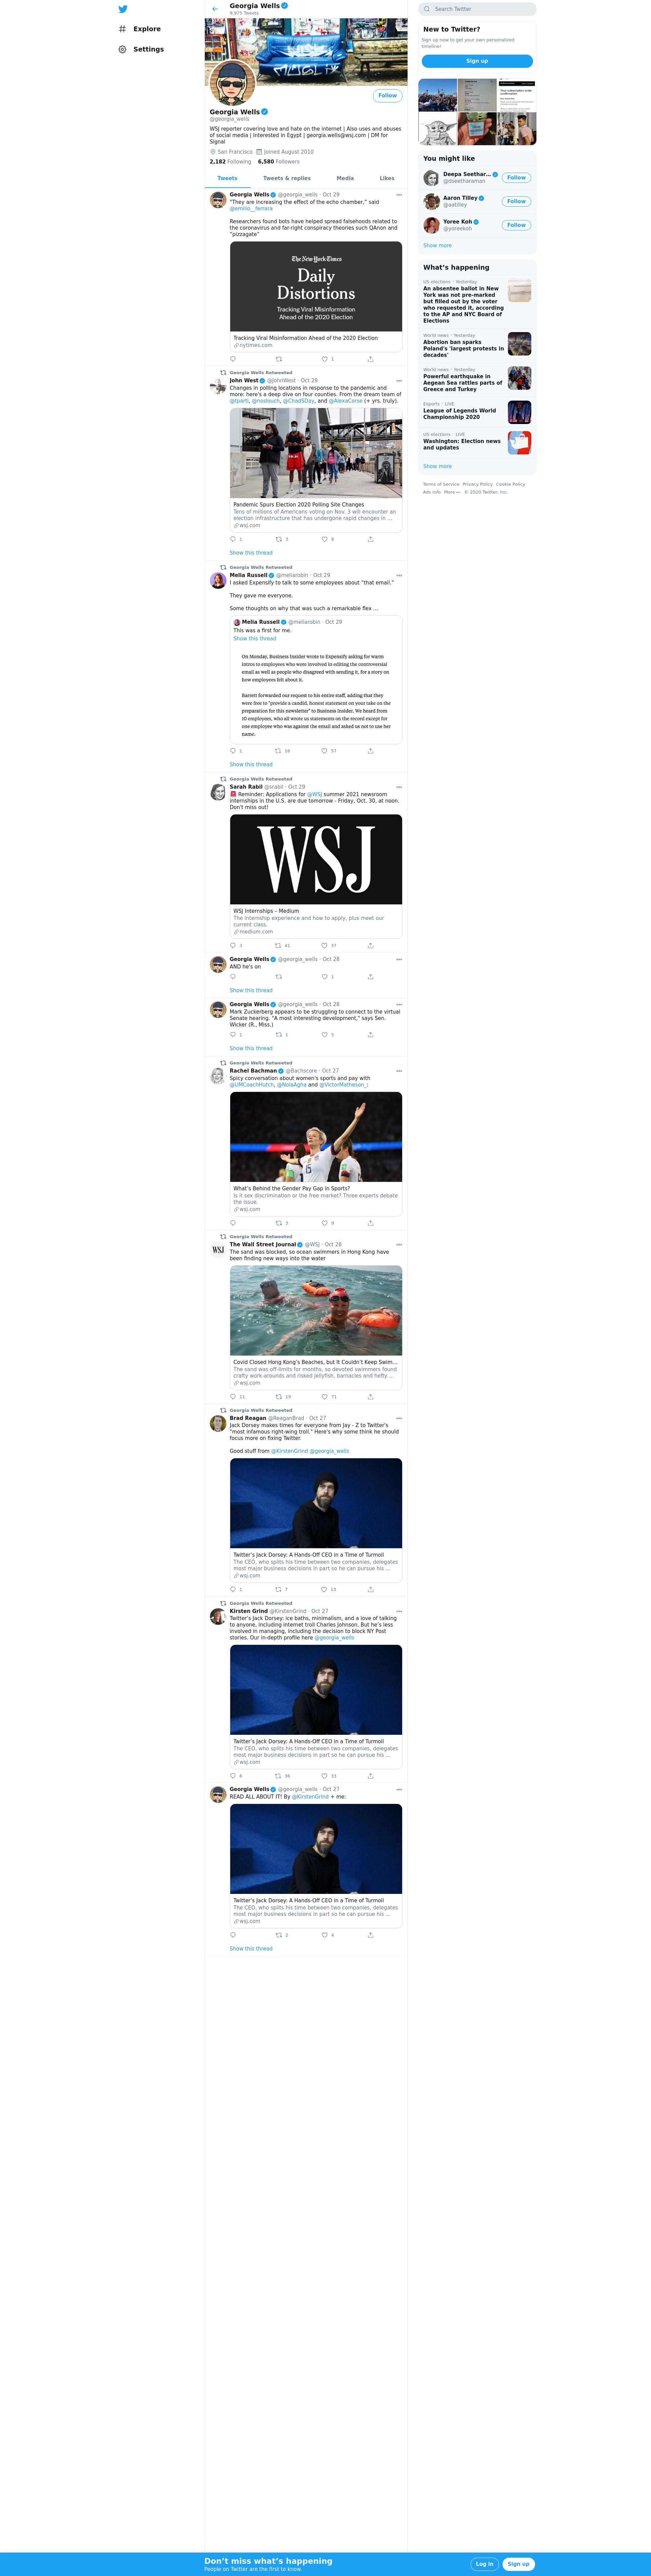 Explore
Settings
Georgia Wells
9,075 Tweets
Follow
Georgia Wells
@georgia_wells
WSJ reporter covering love and hate on the internet | Also uses and abuses
of social media | Interested in Egypt | georgia.wells@wsj.com | DM for
Signal
San Francisco Joined August 2010
2,182 Following 6,580 Followers
Tweets Tweets & replies Media Likes
Georgia Wells @georgia_wells · Oct 29
"They are increasing the effect of the echo chamber," said
@emilio__ferrara
Researchers found bots have helped spread falsehoods related to
the coronavirus and far-right conspiracy theories such QAnon and
"pizzagate"
The New York Times
Daily
Distortions
Tracking Viral Misinformation
Ahead of the 2020 Election
Tracking Viral Misinformation Ahead of the 2020 Election
nytimes.com
1
Georgia Wells Retweeted
John West @JohnWest · Oct 29
Changes in polling locations in response to the pandemic and
more: here's a deep dive on four counties. From the dream team of
@tparti, @noslouch, @ChadSDay, and @AlexaCorse (+ yrs. truly).
Pandemic Spurs Election 2020 Polling Site Changes
Tens of millions of Americans voting on Nov. 3 will encounter an
election infrastructure that has undergone rapid changes in ...
wsj.com
1 3 8
Show this thread
Georgia Wells Retweeted
Melia Russell @meliarobin · Oct 29
I asked Expensify to talk to some employees about "that email."
They gave me everyone.
Some thoughts on why that was such a remarkable flex ...
Melia Russell @meliarobin · Oct 29
This was a first for me.
Show this thread
On Monday, Business Insider wrote to Expensify asking for warm
intros to employees who were involved in editing the controversial
email as well as people who disagreed with sending it, for a story on
how employees felt about it.
Barrett forwarded our request to his entire staff, adding that they
were free to "provide a candid, honest statement on your take on the
preparation for this newsletter" to Business Insider. We heard from
10 employees, who all wrote us statements on the record except for
one employee who was against the email and asked us not to use her
name.
1 16 57
Show this thread
Georgia Wells Retweeted
Sarah Rabil @srabil · Oct 29
Reminder: Applications for @WSJ summer 2021 newsroom
internships in the U.S. are due tomorrow - Friday, Oct. 30, at noon.
Don't miss out!
WSJ
WSJ Internships – Medium
The internship experience and how to apply, plus meet our
current class.
medium.com
3 41 37
Georgia Wells @georgia_wells · Oct 28
AND he's on
1
Show this thread
Georgia Wells @georgia_wells · Oct 28
Mark Zuckerberg appears to be struggling to connect to the virtual
Senate hearing. "A most interesting development," says Sen.
Wicker (R., Miss.)
1 1 5
Show this thread
Georgia Wells Retweeted
Rachel Bachman @Bachscore · Oct 27
Spicy conversation about women's sports and pay with
@UMCoachHutch, @NolaAgha and @VictorMatheson_:
What's Behind the Gender Pay Gap in Sports?
Is it sex discrimination or the free market? Three experts debate
the issue.
wsj.com
3 9
Georgia Wells Retweeted
WSJ
The Wall Street Journal @WSJ · Oct 28
The sand was blocked, so ocean swimmers in Hong Kong have
been finding new ways into the water
Covid Closed Hong Kong's Beaches, but It Couldn't Keep Swim...
The sand was off-limits for months, so devoted swimmers found
crafty work-arounds and risked jellyfish, barnacles and hefty ...
wsj.com
11 19 71
Georgia Wells Retweeted
Brad Reagan @ReaganBrad · Oct 27
Jack Dorsey makes times for everyone from Jay - Z to Twitter's
"most infamous right-wing troll." Here's why some think he should
focus more on fixing Twitter.
Good stuff from @KirstenGrind @georgia_wells
Twitter's Jack Dorsey: A Hands-Off CEO in a Time of Turmoil
The CEO, who splits his time between two companies, delegates
most major business decisions in part so he can pursue his ...
wsj.com
1 7 13
Georgia Wells Retweeted
Kirsten Grind @KirstenGrind · Oct 27
Twitter's Jack Dorsey: ice baths, minimalism, and a love of talking
to anyone, including internet troll Charles Johnson. But he's less
involved in managing, including the decision to block NY Post
stories. Our in-depth profile here @georgia_wells
Twitter's Jack Dorsey: A Hands-Off CEO in a Time of Turmoil
The CEO, who splits his time between two companies, delegates
most major business decisions in part so he can pursue his ...
wsj.com
6 36 33
Georgia Wells @georgia_wells · Oct 27
READ ALL ABOUT IT! By @KirstenGrind + me:
Twitter's Jack Dorsey: A Hands-Off CEO in a Time of Turmoil
The CEO, who splits his time between two companies, delegates
most major business decisions in part so he can pursue his ...
wsj.com
2 4
Show this thread
Search Twitter
New to Twitter?
Sign up now to get your own personalized
timeline!
Sign up
You might like
Deepa Seethar...
@dseetharaman
Follow
Aaron Tilley
@aatilley
Follow
Yoree Koh
@yoreekoh
Follow
Show more
What's happening
US elections · Yesterday
An absentee ballot in New
York was not pre-marked
but filled out by the voter
who requested it, according
to the AP and NYC Board of
Elections
World news · Yesterday
Abortion ban sparks
Poland's 'largest protests in
decades'
World news · Yesterday
Powerful earthquake in
Aegean Sea rattles parts of
Greece and Turkey
Esports · LIVE
League of Legends World
Championship 2020
US elections · LIVE
Washington: Election news
and updates
Show more
Terms of Service Privacy Policy Cookie Policy
Ads info More © 2020 Twitter, Inc.
Don't miss what's happening
People on Twitter are the first to know.
Log in Sign up